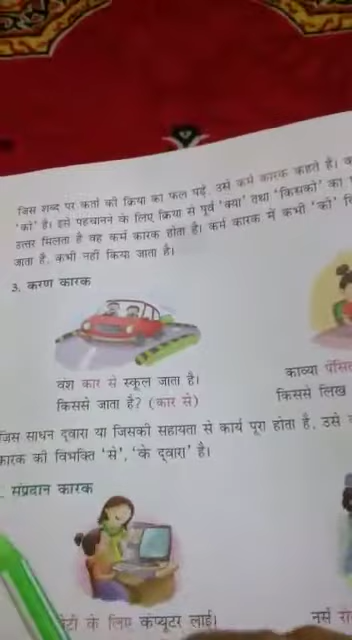 जिस शब्द पर कर्ता की क्रिया का फल पड़े, उसे कर्म कारक कहते हैं।
'को' है। इसे पहचानने के लिए क्रिया से पूर्व 'क्या' तथा 'किसको' का
उत्तर मिलता है वह कर्म कारक होता है। कर्म कारक में कभी 'को'
जाता है, कभी नहीं किया जाता है।
3. करण कारक
वंश कार से स्कूल जाता है।
किससे जाता है? (कार से)
काव्या
किससे लिख
जिस साधन द्वारा या जिसकी सहायता से कार्य पूरा होता है, उसे
कारक की विभक्ति 'से', 'के द्वारा' है।
संप्रदान कारक
के लिए कंप्यूटर लाई।
नर्स